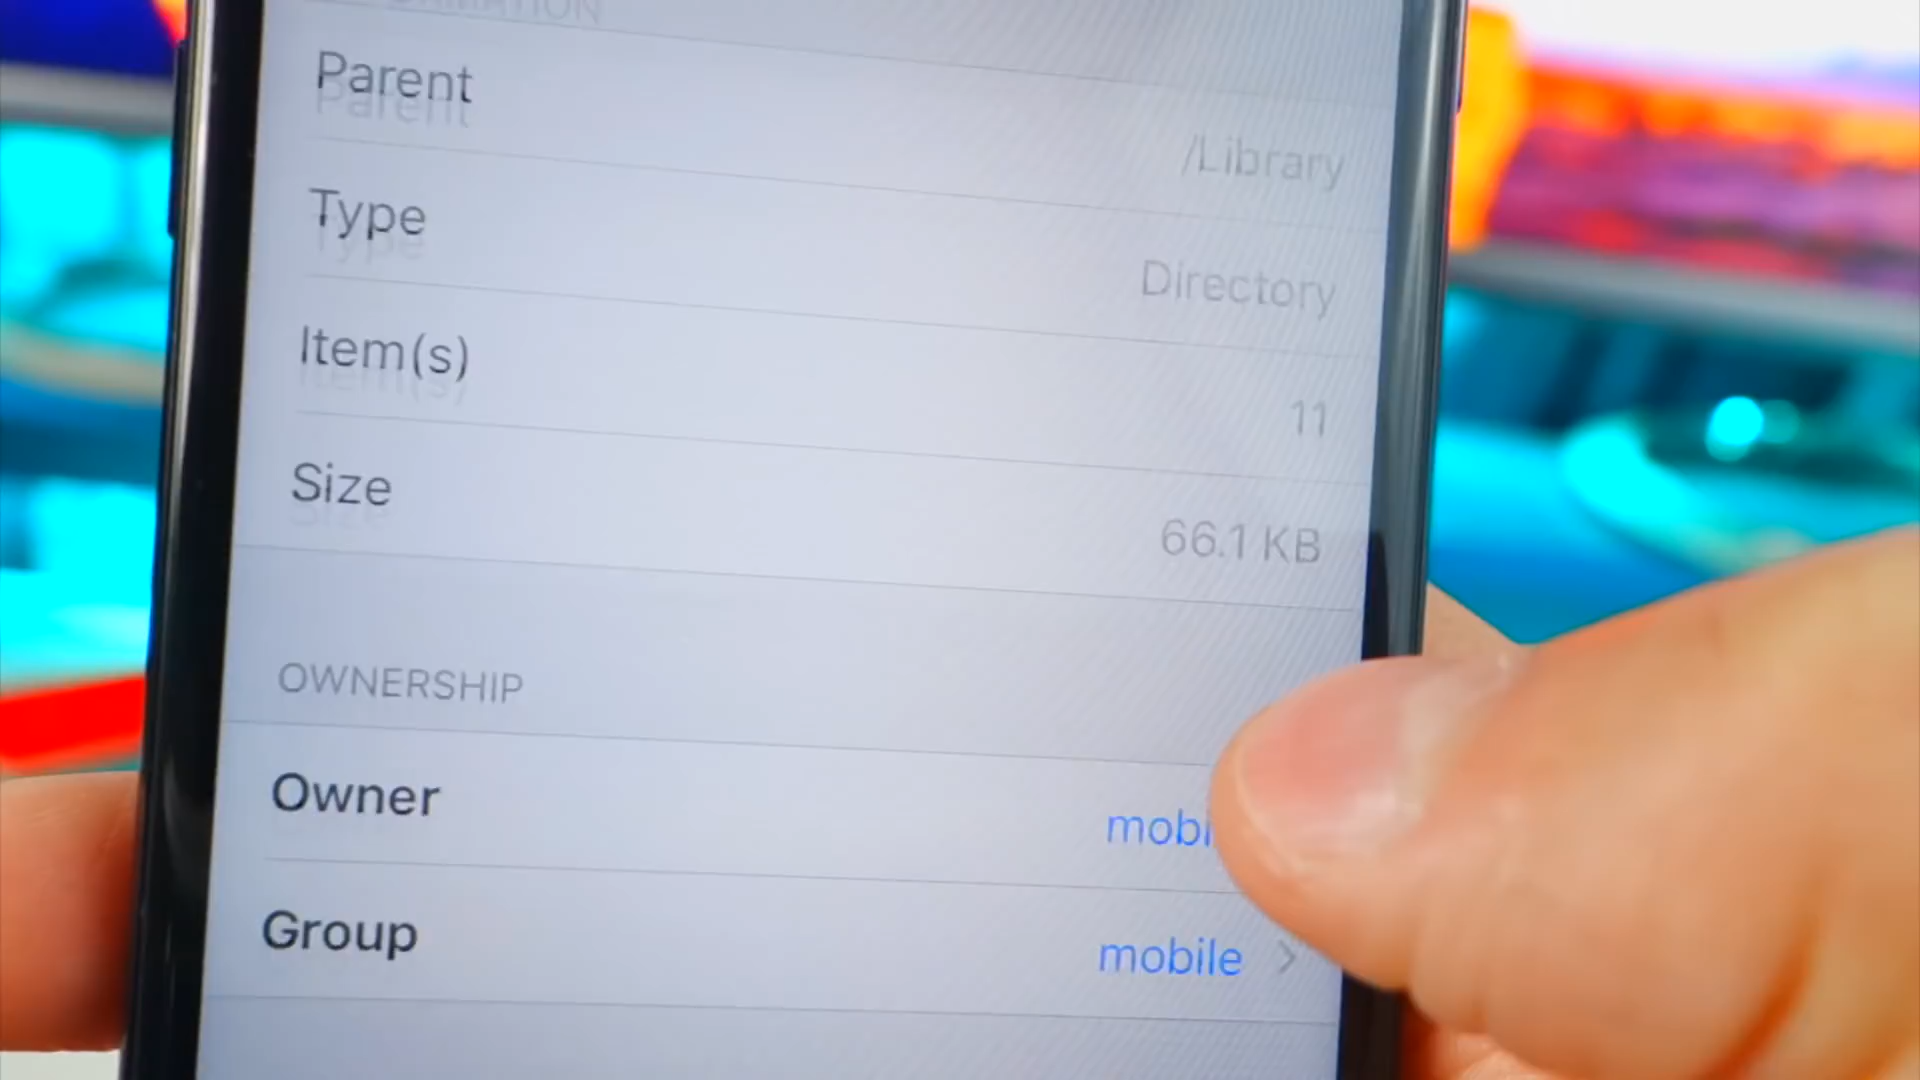 Parent
/Library
Type
Directory
Item(s)
11
Size
66.1 KB
OWNERSHIP
Owner
mobi
Group
mobile